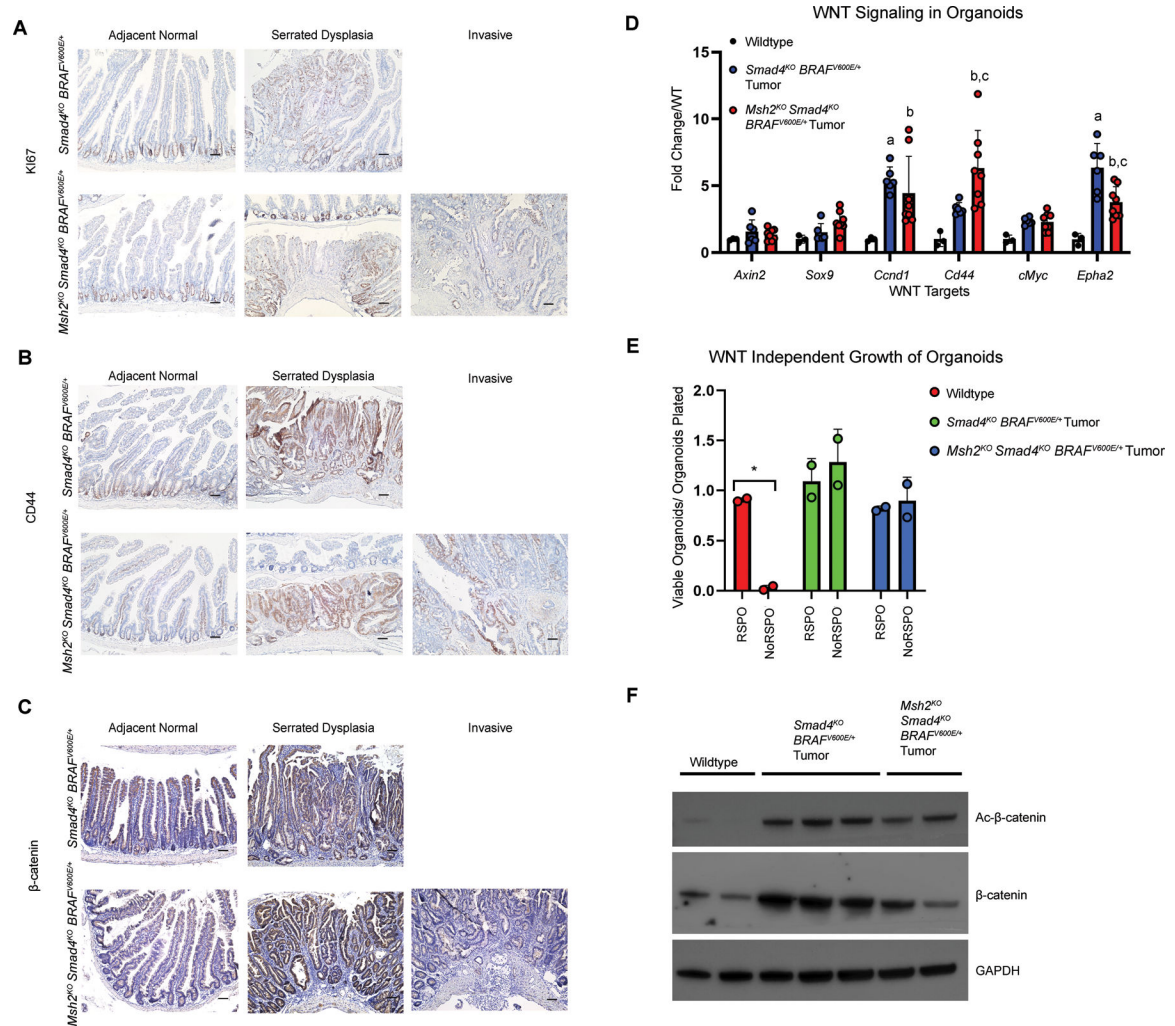 A
Adjacent Normal
Serrated Dysplasia
Invasive
KI67
Smad4KO BRAFV600E/+
Msh2KO Smad4KO BRAFV600E/+
B
Adjacent Normal
Serrated Dysplasia
Invasive
CD44
Smad4KO BRAFV600E/+
Msh2KO Smad4KO BRAFV600E/+
C
Adjacent Normal
Serrated Dysplasia
Invasive
β-catenin
Smad4KO BRAFV600E/+
Msh2KO Smad4KO BRAFV600E/+
D
WNT Signaling in Organoids
Wildtype
Smad4KO BRAFV600E/+
Tumor
Msh2KO Smad4KO
BRAFV600E/+ Tumor
Fold Change/WT
15
10
5
0
a
b
b,c
a
b,c
Axin2
Sox9
Ccnd1
Cd44
cMyc
Epha2
WNT Targets
E
WNT Independent Growth of Organoids
Viable Organoids/ Organoids Plated
2.0
1.5
1.0
0.5
0.0
*
RSPO
NoRSPO
RSPO
NoRSPO
RSPO
NoRSPO
Wildtype
Smad4KO BRAFV600E/+ Tumor
Msh2KO Smad4KO BRAFV600E/+ Tumor
F
Wildtype
Smad4KO
BRAFV600E/+
Tumor
Msh2KO
Smad4KO
BRAFV600E/+
Tumor
Ac-β-catenin
β-catenin
GAPDH